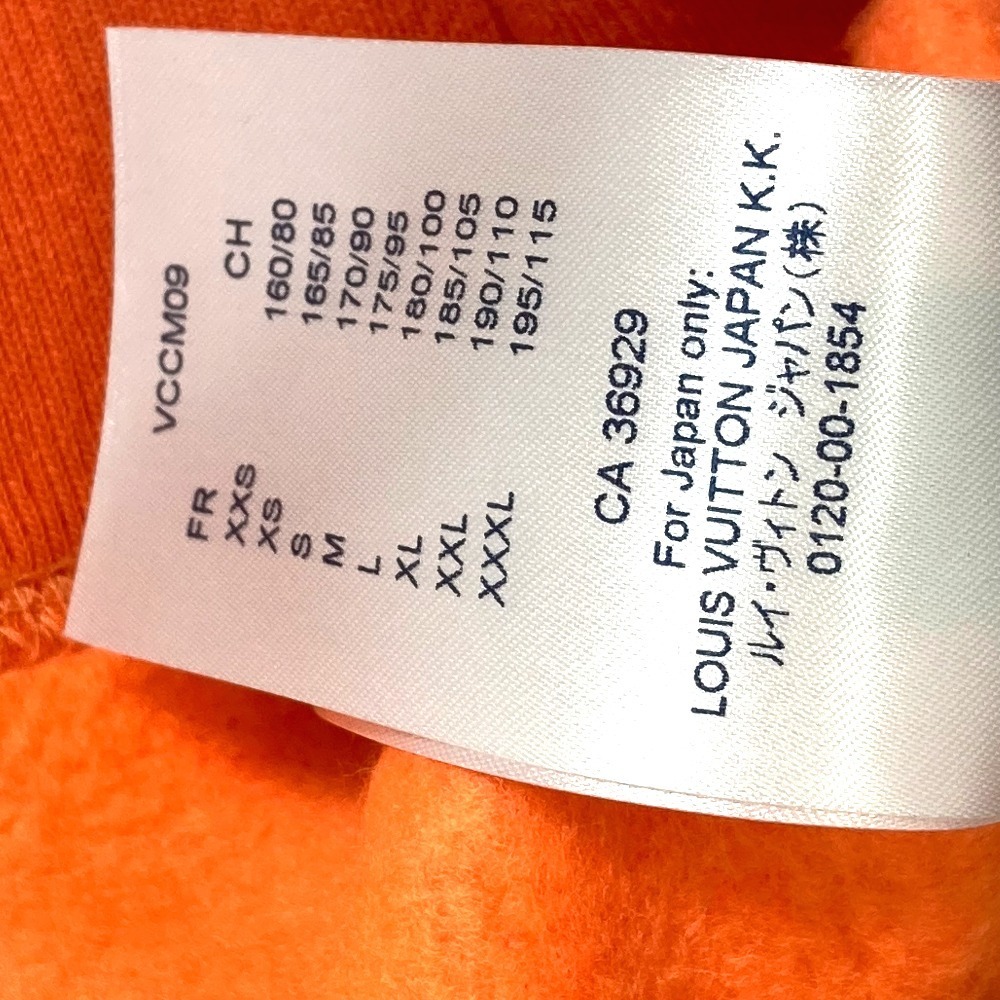 VCCM09
FR CH
XXS 160/80
XS 165/85
S 170/90
M 175/95
L 180/100
XL 185/105
XXL 190/110
XXXL 195/115
CA 36929
For Japan only:
LOUIS VUITTON JAPAN K.K.
ルイ・ヴィトン ジャパン(株)
0120-00-1854